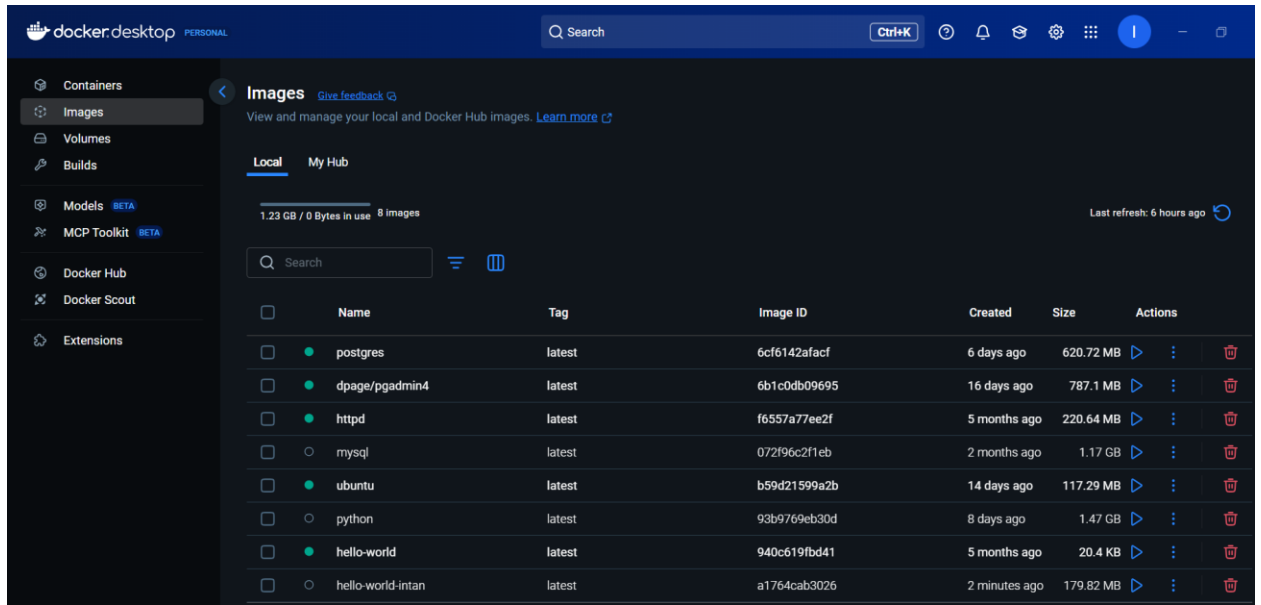 docker.desktop PERSONAL Search Ctrl+K I
Containers
Images
Volumes
Builds
Models BETA
MCP Toolkit BETA
Docker Hub
Docker Scout
Extensions
Images Give feedback
View and manage your local and Docker Hub images. Learn more
Local My Hub
1.23 GB / 0 Bytes in use 8 images Last refresh: 6 hours ago
Search
Name Tag Image ID Created Size Actions
postgres latest 6cf6142afacf 6 days ago 620.72 MB
dpage/pgadmin4 latest 6b1c0db09695 16 days ago 787.1 MB
httpd latest f6557a77ee2f 5 months ago 220.64 MB
mysql latest 072f96c2f1eb 2 months ago 1.17 GB
ubuntu latest b59d21599a2b 14 days ago 117.29 MB
python latest 93b9769eb30d 8 days ago 1.47 GB
hello-world latest 940c619fbd41 5 months ago 20.4 KB
hello-world-intan latest a1764cab3026 2 minutes ago 179.82 MB